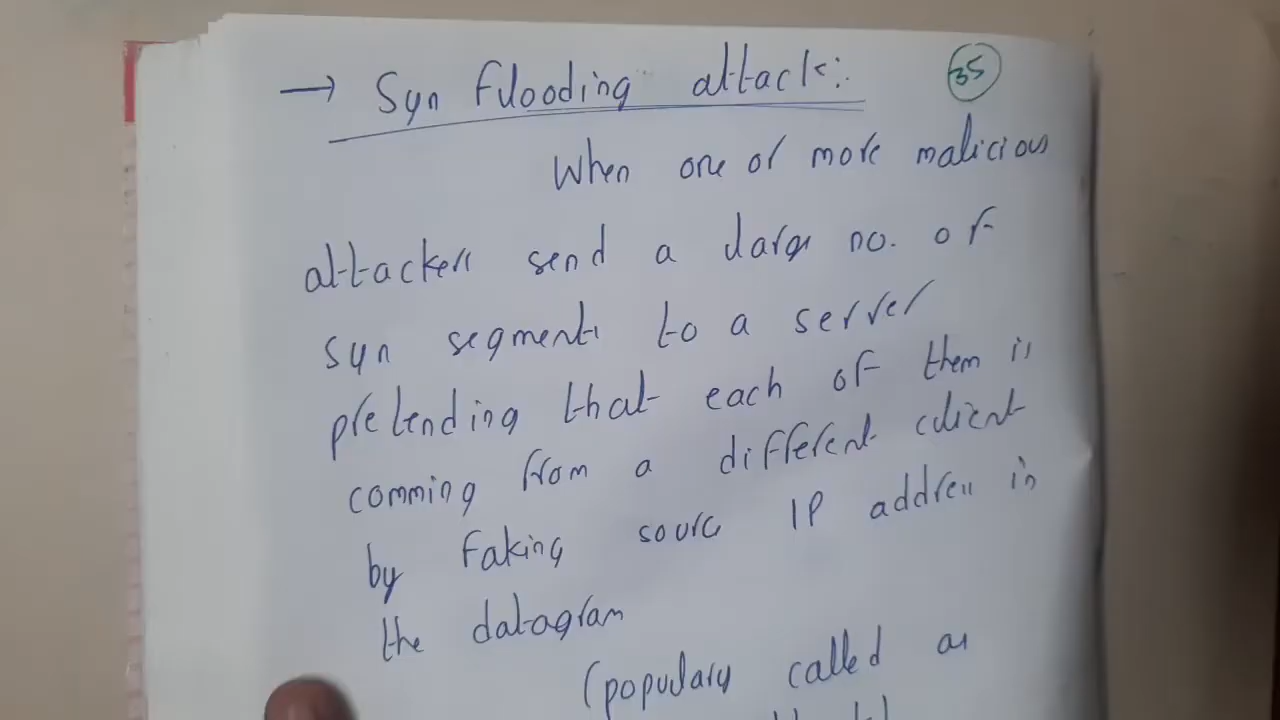 → Syn flooding attack:
35
When one or more malicious
attackers send a large no. of
syn segments to a server
pretending that each of them is
comming from a different client
by faking source IP address in
the datagram
(populary called as